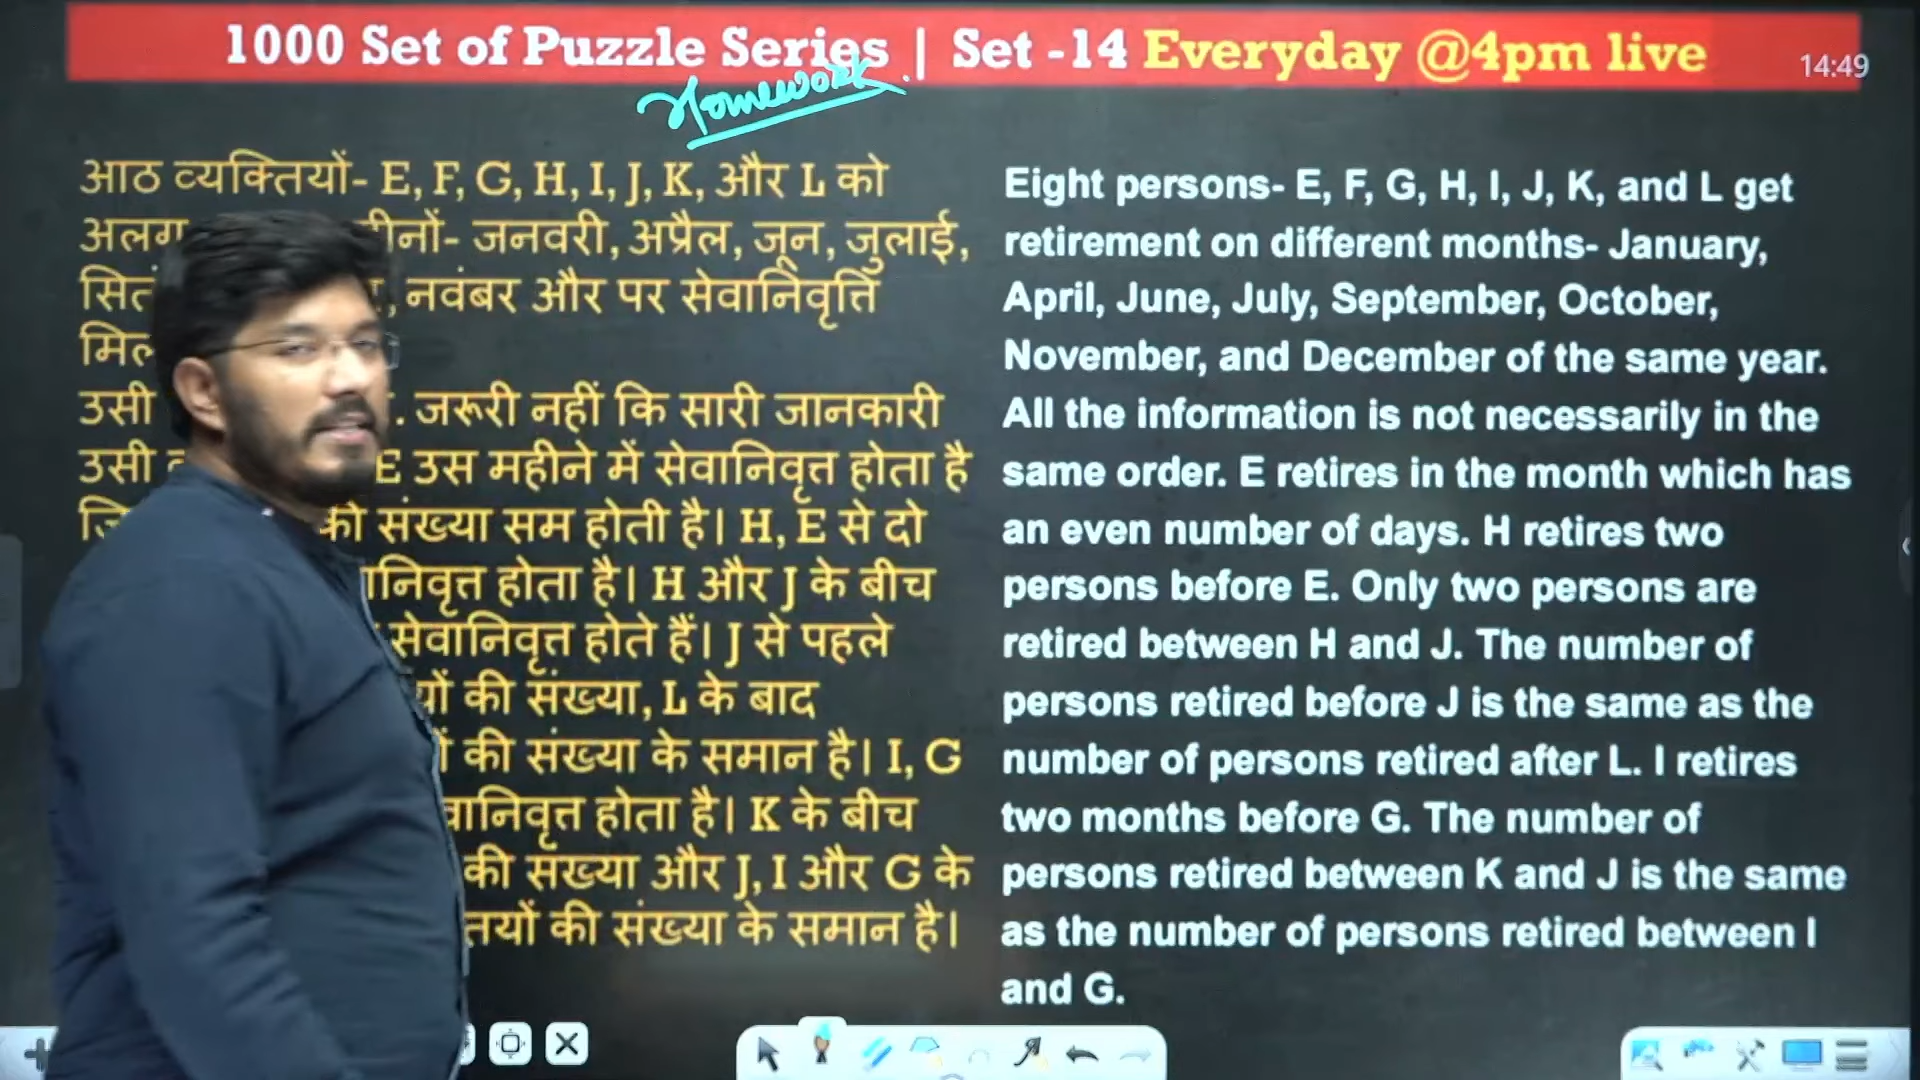 1000 Set of Puzzle Series | Set -14 Everyday @4pm live
14:49
Homework
आठ व्यक्तियों- E, F, G, H, I, J, K, और L को
अलग हीनों- जनवरी, अप्रैल, जून, जुलाई,
सित , नवंबर और पर सेवानिवृत्ति
मिल
उसी . जरूरी नहीं कि सारी जानकारी
उसी E उस महीने में सेवानिवृत्त होता है
की संख्या सम होती है। H, E से दो
निवृत्त होता है। H और J के बीच
सेवानिवृत्त होते हैं। J से पहले
यों की संख्या, L के बाद
की संख्या के समान है। I, G
वानिवृत्त होता है। K के बीच
की संख्या और J, I और G के
तयों की संख्या के समान है।
Eight persons- E, F, G, H, I, J, K, and L get
retirement on different months- January,
April, June, July, September, October,
November, and December of the same year.
All the information is not necessarily in the
same order. E retires in the month which has
an even number of days. H retires two
persons before E. Only two persons are
retired between H and J. The number of
persons retired before J is the same as the
number of persons retired after L. I retires
two months before G. The number of
persons retired between K and J is the same
as the number of persons retired between I
and G.